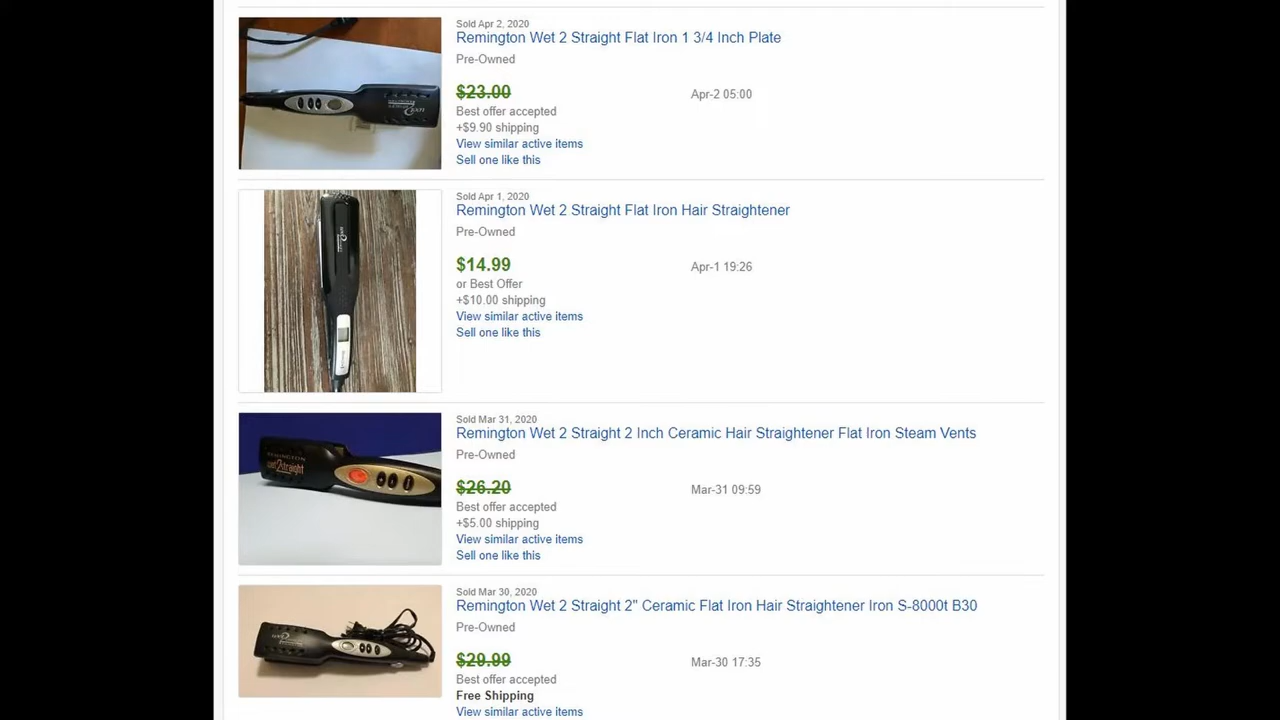 Sold Apr 2, 2020
Remington Wet 2 Straight Flat Iron 1 3/4 Inch Plate
Pre-Owned
$23.00
Apr-2 05:00
Best offer accepted
+$9.90 shipping
View similar active items
Sell one like this
Sold Apr 1, 2020
Remington Wet 2 Straight Flat Iron Hair Straightener
Pre-Owned
$14.99
Apr-1 19:26
or Best Offer
+$10.00 shipping
View similar active items
Sell one like this
REMINGTON
wet2straight
Sold Mar 31, 2020
Remington Wet 2 Straight 2 Inch Ceramic Hair Straightener Flat Iron Steam Vents
Pre-Owned
$26.20
Mar-31 09:59
Best offer accepted
+$5.00 shipping
View similar active items
Sell one like this
Sold Mar 30, 2020
Remington Wet 2 Straight 2" Ceramic Flat Iron Hair Straightener Iron S-8000t B30
Pre-Owned
$29.99
Mar-30 17:35
Best offer accepted
Free Shipping
View similar active items